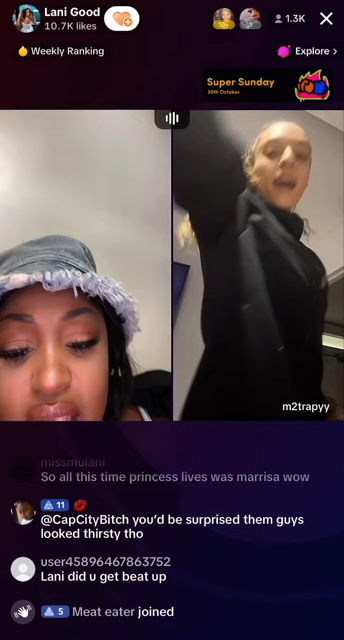 Lani Good
10.7K likes
1.3K
Weekly Ranking
Explore >
Super Sunday
30th October
m2trapyy
missmulani
So all this time princess lives was marrisa wow
11
@CapCityBitch you'd be surprised them guys
looked thirsty tho
user45896467863752
Lani did u get beat up
5 Meat eater joined